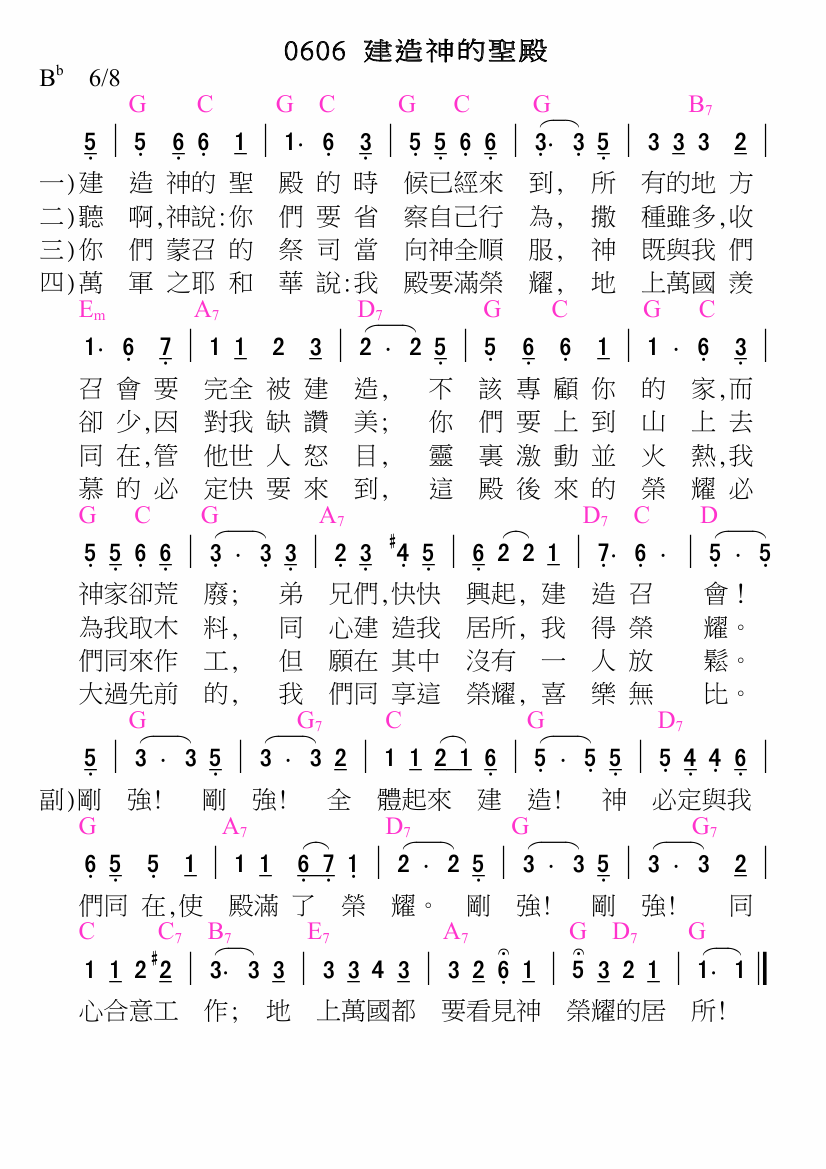 0606 建造神的聖殿
B♭ 6/8
G C G C G C G B7
5 | 5 6 6 1 | 1· 6 3 | 5 5 6 6 | 3· 3 5 | 3 3 3 2 |
一)建 造 神的 聖 殿 的 時 候已經來 到, 所 有的地 方
二)聽 啊,神說:你 們 要 省 察自己行 為, 撒 種雖多,收
三)你 們 蒙召 的 祭 司 當 向神全順 服, 神 既與我 們
四)萬 軍 之耶 和 華 說:我 殿要滿榮 耀, 地 上萬國 羨
Em A7 D7 G C G C
1· 6 7 | 1 1 2 3 | 2 · 2 5 | 5 6 6 1 | 1 · 6 3 |
召 會 要 完全 被 建 造, 不 該 專 顧 你 的 家,而
卻 少,因 對我 缺 讚 美; 你 們 要 上 到 山 上 去
同 在,管 他世 人 怒 目, 靈 裏 激 動 並 火 熱,我
慕 的 必 定快 要 來 到, 這 殿 後 來 的 榮 耀 必
G C G A7 D7 C D
5 5 6 6 | 3 · 3 3 | 2 3 #4 5 | 6 2 2 1 | 7· 6 · | 5 · 5
神家卻荒 廢; 弟 兄們,快快 興起, 建 造 召 會!
為我取木 料, 同 心建 造我 居所, 我 得 榮 耀。
們同來作 工, 但 願在 其中 沒有 一 人 放 鬆。
大過先前 的, 我 們同 享這 榮耀, 喜 樂 無 比。
G G7 C G D7
5 | 3 · 3 5 | 3 · 3 2 | 1 1 2 1 6 | 5 · 5 5 | 5 4 4 6 |
副)剛 強! 剛 強! 全 體起來 建 造! 神 必定與我
G A7 D7 G G7
6 5 5 1 | 1 1 6 7 1 | 2 · 2 5 | 3 · 3 5 | 3 · 3 2 |
們同 在,使 殿滿 了 榮 耀。 剛 強! 剛 強! 同
C C7 B7 E7 A7 G D7 G
1 1 2 #2 | 3· 3 3 | 3 3 4 3 | 3 2 6 1 | 5 3 2 1 | 1· 1 ‖
心合意工 作; 地 上萬國都 要看見神 榮耀的居 所!